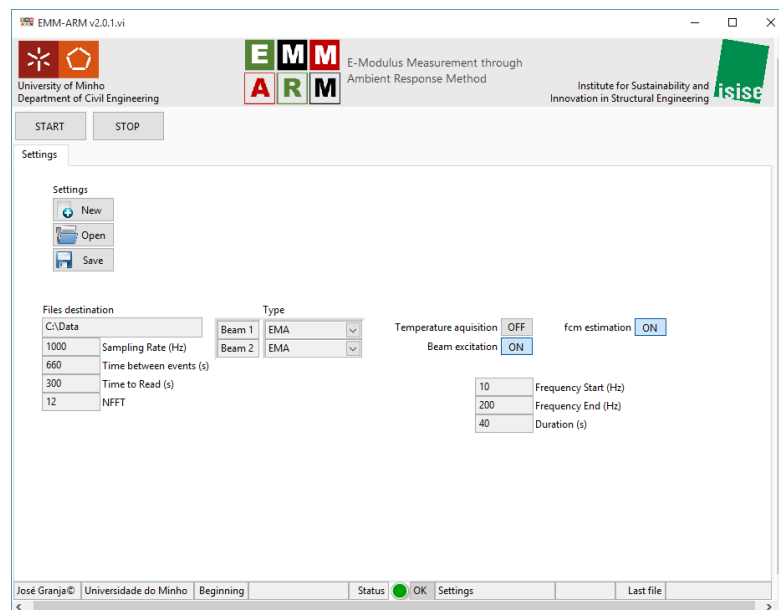 EMM-ARM v2.0.1.vi
University of Minho
Department of Civil Engineering
EMM
ARM
E-Modulus Measurement through
Ambient Response Method
Institute for Sustainability and
Innovation in Structural Engineering
isise
START STOP
Settings
Settings
New
Open
Save
Files destination
C:\Data
1000 Sampling Rate (Hz)
660 Time between events (s)
300 Time to Read (s)
12 NFFT
Type
Beam 1 EMA
Beam 2 EMA
Temperature aquisition OFF
Beam excitation ON
fcm estimation ON
10 Frequency Start (Hz)
200 Frequency End (Hz)
40 Duration (s)
José Granja© Universidade do Minho Beginning Status OK Settings Last file